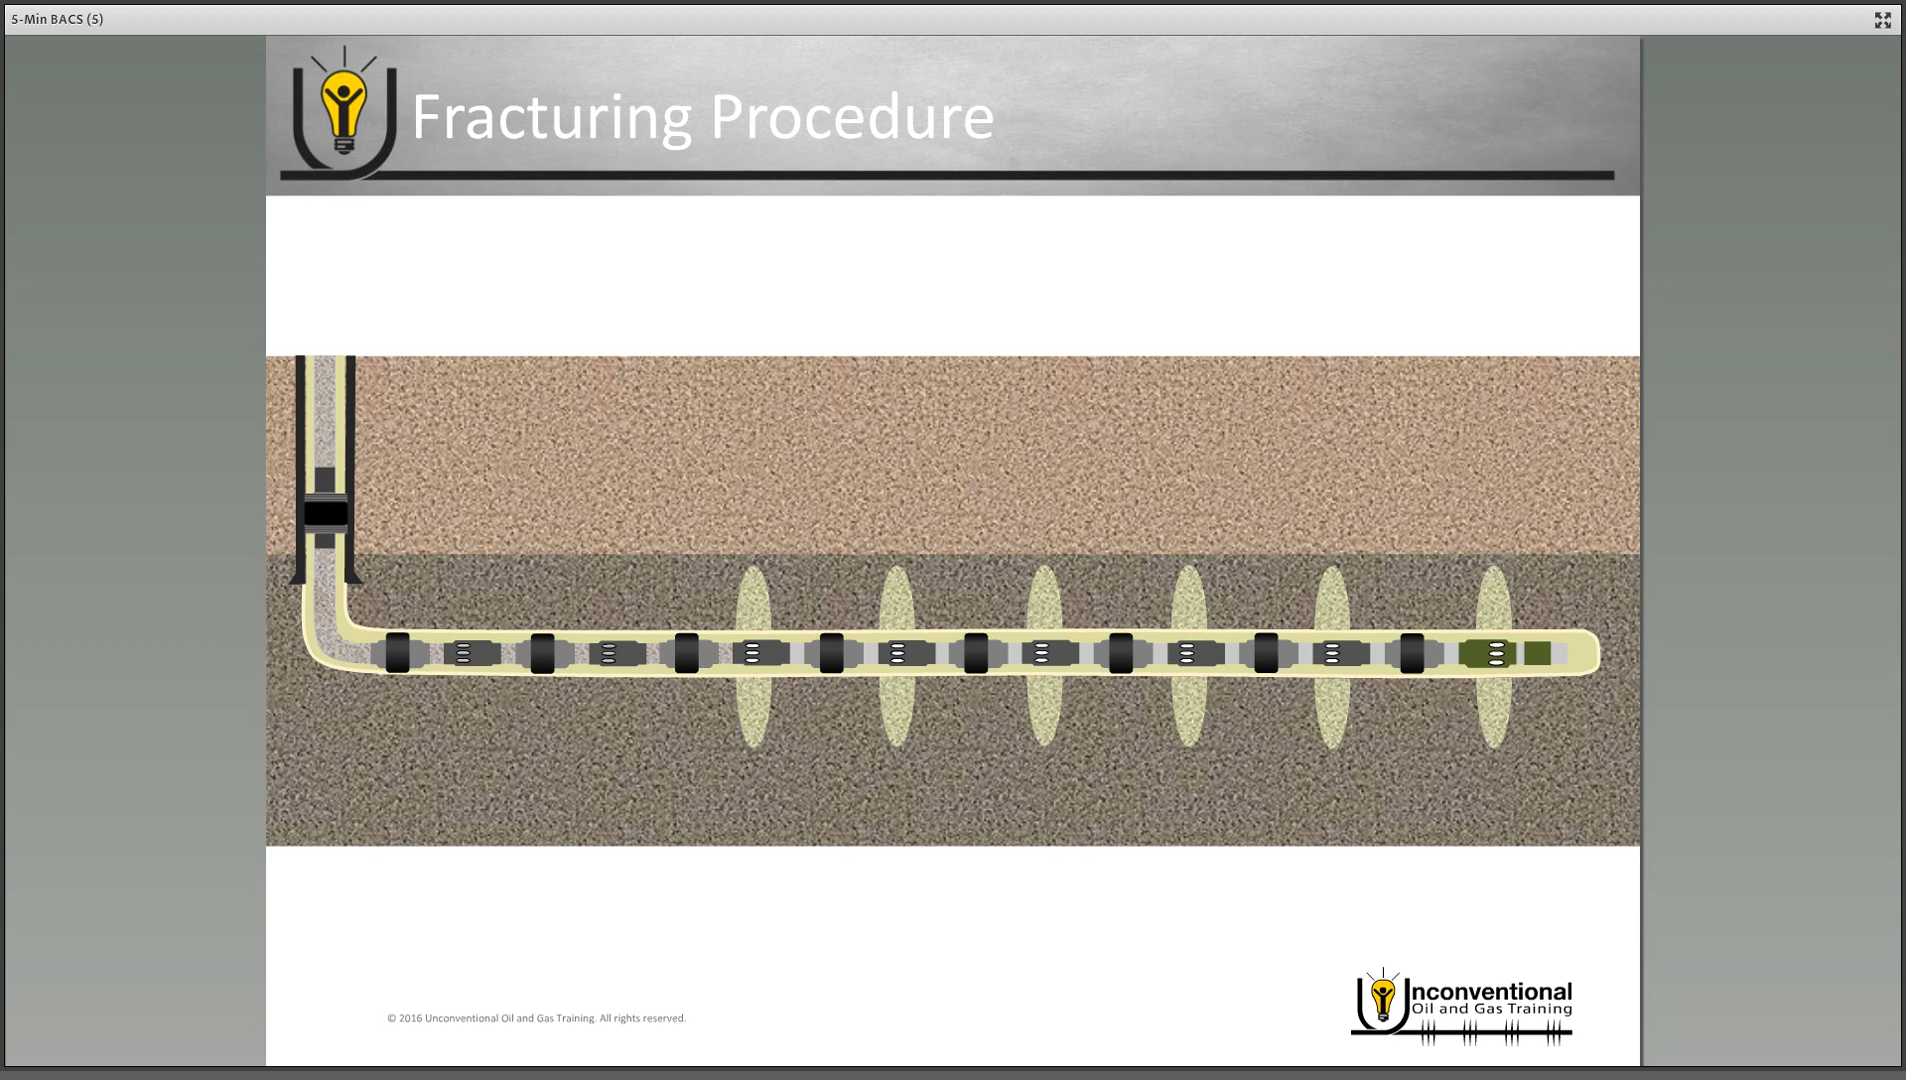 5-Min BACS (5)
Fracturing Procedure
© 2016 Unconventional Oil and Gas Training. All rights reserved.
Unconventional
Oil and Gas Training